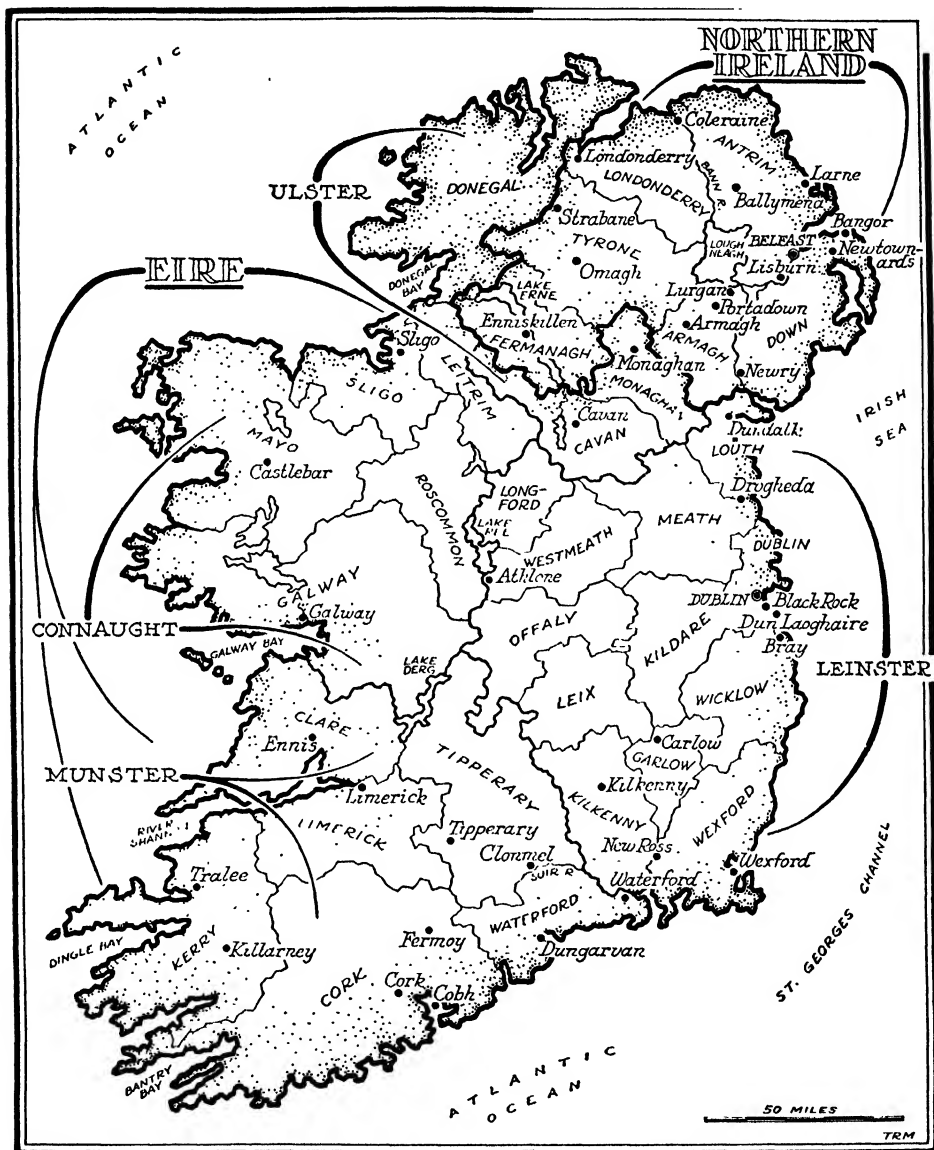 NORTHERN
IRELAND
ATLANTIC
OCEAN
Coleraine
ANTRIM
Londonderry
BANN R.
LONDONDERRY
Larne
ULSTER
DONEGAL
Ballymena
Strabane
Bangor
TYRONE
LOUGH
NEAGH
BELFAST
Newtown-
ards
Omagh
Lisburn
EIRE
DONEGAL
BAY
LAKE
ERNE
Lurgan
Portadown
Enniskillen
Armagh
DOWN
Sligo
FERMANAGH
ARMAGH
Monaghan
Newry
LEITRIM
SLIGO
MONAGHAN
IRISH
SEA
Cavan
CAVAN
Dundalk
LOUTH
MAYO
Castlebar
ROSCOMMON
LONG-
FORD
Drogheda
MEATH
LAKE
WESTMEATH
DUBLIN
Athlone
GALWAY
Galway
DUBLIN
Black Rock
Dun Laoghaire
CONNAUGHT
OFFALY
KILDARE
Bray
GALWAY BAY
LAKE
DERG
LEINSTER
LEIX
WICKLOW
CLARE
Ennis
Carlow
CARLOW
TIPPERARY
MUNSTER
Limerick
Kilkenny
KILKENNY
WEXFORD
RIVER
LIMERICK
Tipperary
New Ross
Clonmel
SUIR R.
Wexford
Tralee
Waterford
WATERFORD
ST. GEORGES CHANNEL
DINGLE BAY
KERRY
Killarney
Fermoy
Dungarvan
CORK
Cork
Cobh
BANTRY
BAY
ATLANTIC
OCEAN
50 MILES
TRM